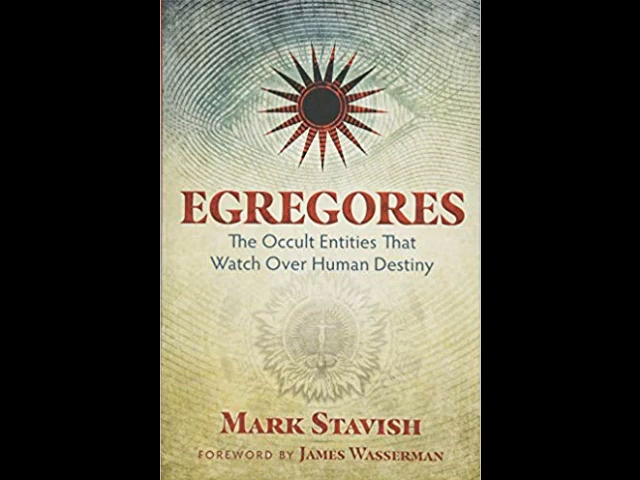 EGREGORES
The Occult Entities That
Watch Over Human Destiny
MARK STAVISH
FOREWORD BY JAMES WASSERMAN